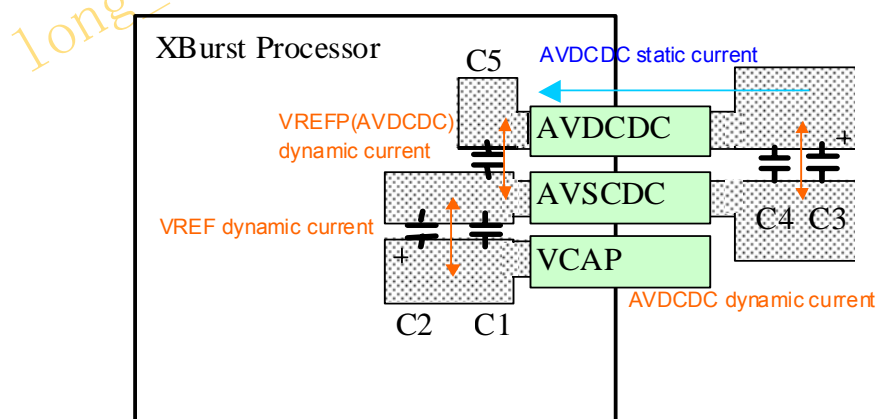 long_
XBurst Processor
C5
AVDCDC static current
VREFP(AVDCDC)
dynamic current
AVDCDC
+
AVSCDC
C4 C3
VREF dynamic current
VCAP
+
AVDCDC dynamic current
C2 C1